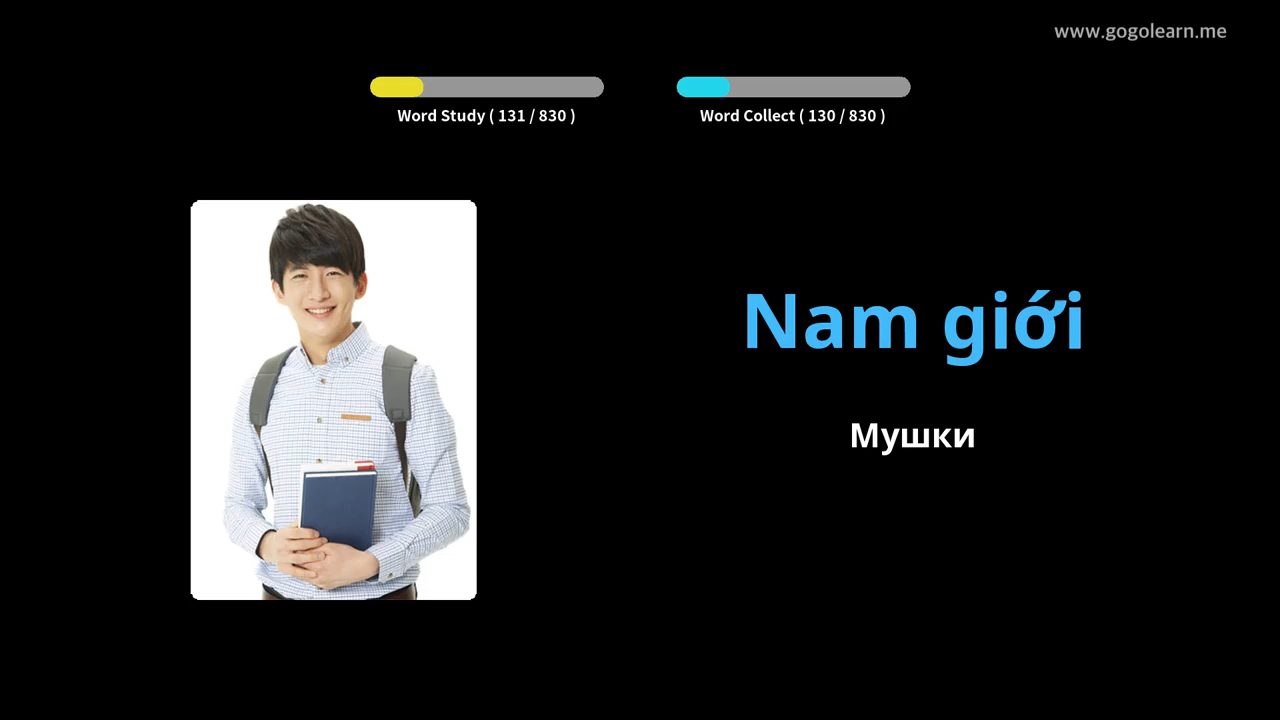 www.gogolearn.me
Word Study ( 131 / 830 )
Word Collect ( 130 / 830 )
Nam giới
Мушки